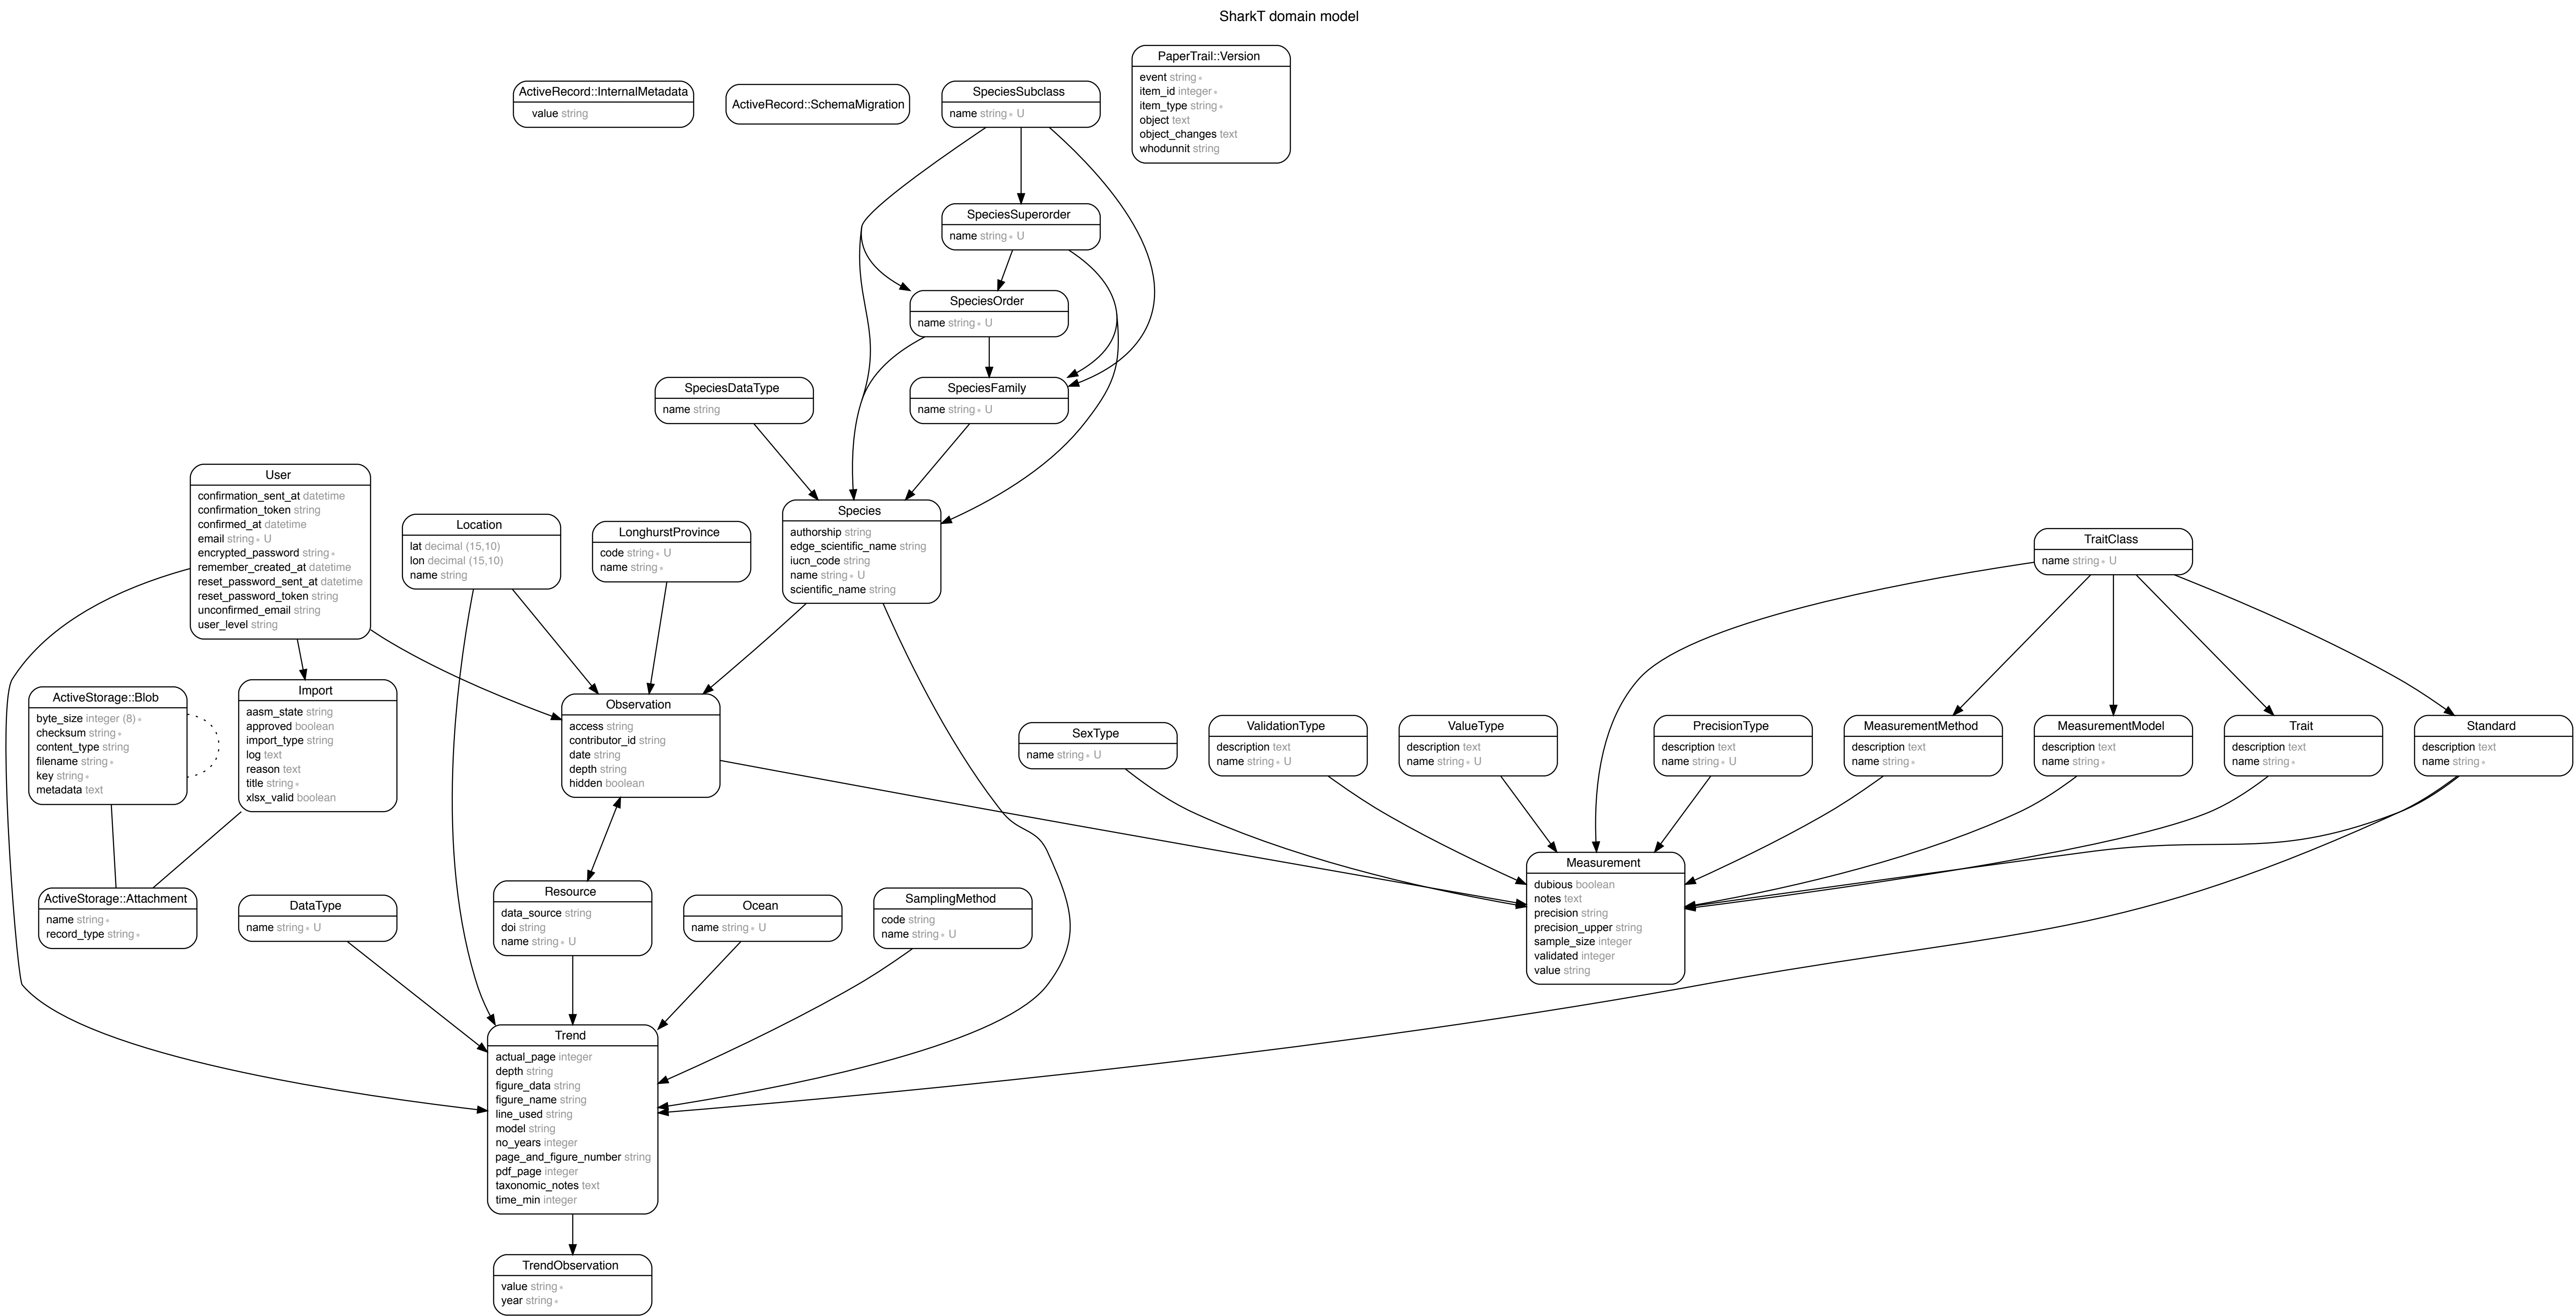 SharkT domain model
PaperTrail::Version
event string *
item_id integer *
item_type string *
object text
object_changes text
whodunnit string
ActiveRecord::InternalMetadata
value string
ActiveRecord::SchemaMigration
SpeciesSubclass
name string * U
SpeciesSuperorder
name string * U
SpeciesOrder
name string * U
SpeciesDataType
name string
SpeciesFamily
name string * U
User
confirmation_sent_at datetime
confirmation_token string
confirmed_at datetime
email string * U
encrypted_password string *
remember_created_at datetime
reset_password_sent_at datetime
reset_password_token string
unconfirmed_email string
user_level string
Location
lat decimal (15,10)
lon decimal (15,10)
name string
LonghurstProvince
code string * U
name string *
Species
authorship string
edge_scientific_name string
iucn_code string
name string * U
scientific_name string
TraitClass
name string * U
ActiveStorage::Blob
byte_size integer (8) *
checksum string *
content_type string
filename string *
key string *
metadata text
Import
aasm_state string
approved boolean
import_type string
log text
reason text
title string *
xlsx_valid boolean
Observation
access string
contributor_id string
date string
depth string
hidden boolean
SexType
name string * U
ValidationType
description text
name string * U
ValueType
description text
name string * U
PrecisionType
description text
name string * U
MeasurementMethod
description text
name string *
MeasurementModel
description text
name string *
Trait
description text
name string *
Standard
description text
name string *
Measurement
dubious boolean
notes text
precision string
precision_upper string
sample_size integer
validated integer
value string
ActiveStorage::Attachment
name string *
record_type string *
DataType
name string * U
Resource
data_source string
doi string
name string * U
Ocean
name string * U
SamplingMethod
code string
name string * U
Trend
actual_page integer
depth string
figure_data string
figure_name string
line_used string
model string
no_years integer
page_and_figure_number string
pdf_page integer
taxonomic_notes text
time_min integer
TrendObservation
value string *
year string *